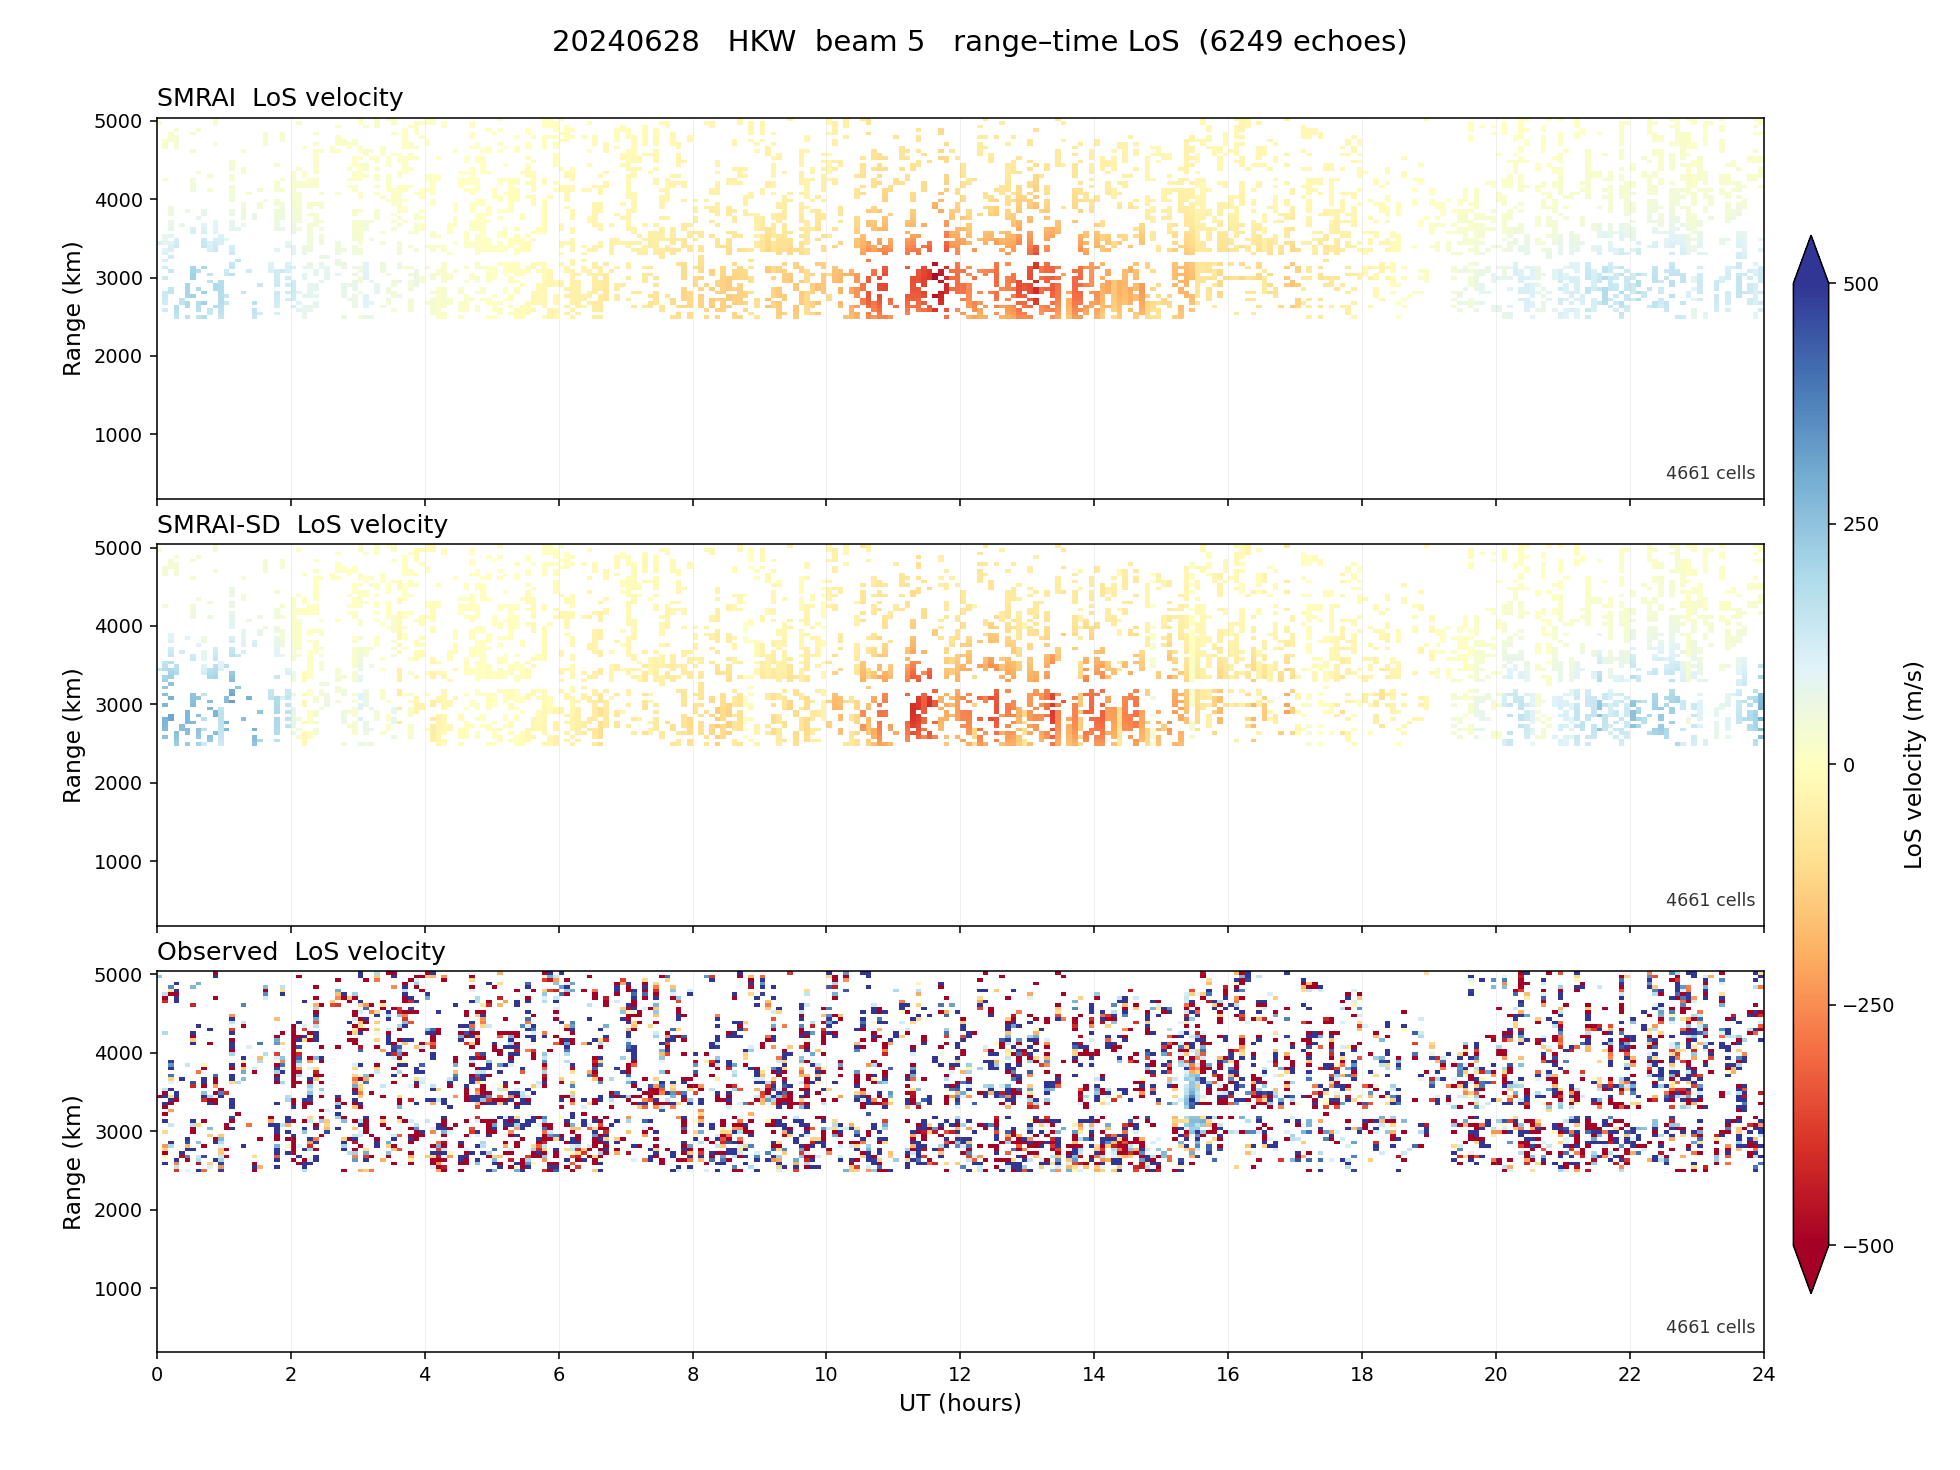 20240628 HKW beam 5 range–time LoS (6249 echoes)
SMRAI LoS velocity
5000
4000
3000
2000
1000
Range (km)
4661 cells
SMRAI-SD LoS velocity
5000
4000
3000
2000
1000
Range (km)
4661 cells
Observed LoS velocity
5000
4000
3000
2000
1000
Range (km)
4661 cells
0 2 4 6 8 10 12 14 16 18 20 22 24
UT (hours)
500
250
0
−250
−500
LoS velocity (m/s)